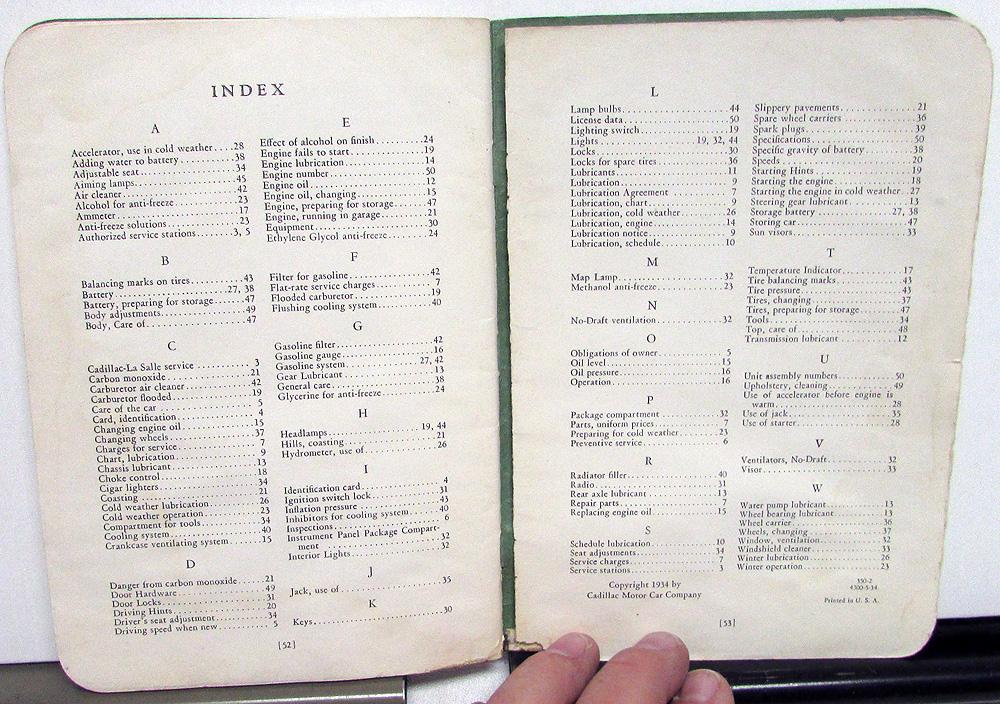 INDEX
A
Accelerator, use in cold weather....28
Adding water to battery..........38
Adjustable seat..................34
Aiming lamps.....................45
Air cleaner......................42
Alcohol for anti-freeze..........23
Ammeter..........................17
Anti-freeze solutions............23
Authorized service stations.......3, 5
B
Balancing marks on tires.........43
Battery......................27, 38
Battery, preparing for storage...47
Body adjustments.................49
Body, Care of....................47
C
Cadillac-La Salle service........3
Carbon monoxide..................21
Carburetor air cleaner...........42
Carburetor flooded...............19
Care of the car..................5
Card, identification.............4
Changing engine oil..............15
Changing wheels..................37
Charges for service..............7
Chart, lubrication...............9
Chassis lubricant................13
Choke control....................18
Cigar lighters...................34
Coasting.........................21
Cold weather lubrication.........26
Cold weather operation...........23
Compartment for tools............34
Cooling system...................40
Crankcase ventilating system.....15
D
Danger from carbon monoxide......21
Door Hardware....................49
Door Locks.......................31
Driving Hints....................20
Driver's seat adjustment.........34
Driving speed when new...........5
E
Effect of alcohol on finish......24
Engine fails to start............19
Engine lubrication...............14
Engine number....................50
Engine oil.......................12
Engine oil, changing.............15
Engine, preparing for storage....47
Engine, running in garage........21
Equipment........................30
Ethylene Glycol anti-freeze......24
F
Filter for gasoline..............42
Flat-rate service charges........7
Flooded carburetor...............19
Flushing cooling system..........40
G
Gasoline filter..................42
Gasoline gauge...................16
Gasoline system..............27, 42
Gear Lubricant...................13
General care.....................38
Glycerine for anti-freeze........24
H
Headlamps....................19, 44
Hills, coasting..................21
Hydrometer, use of...............26
I
Identification card..............4
Ignition switch lock.............31
Inflation pressure...............43
Inhibitors for cooling system....40
Inspections......................6
Instrument Panel Package Compart-
ment.............................32
Interior Lights..................32
J
Jack, use of.....................35
K
Keys.............................30
[52]
L
Lamp bulbs.......................44
License data.....................50
Lighting switch..................19
Lights...................19, 32, 44
Locks............................30
Locks for spare tires............36
Lubricants.......................11
Lubrication......................9
Lubrication Agreement............7
Lubrication, chart...............9
Lubrication, cold weather........26
Lubrication, engine..............14
Lubrication notice...............9
Lubrication, schedule............10
M
Map Lamp.........................32
Methanol anti-freeze.............23
N
No-Draft ventilation.............32
O
Obligations of owner.............5
Oil level........................15
Oil pressure.....................16
Operation........................16
P
Package compartment..............32
Parts, uniform prices............7
Preparing for cold weather.......23
Preventive service...............6
R
Radiator filler..................40
Radio............................31
Rear axle lubricant..............13
Repair parts.....................7
Replacing engine oil.............15
S
Schedule lubrication.............10
Seat adjustments.................34
Service charges..................7
Service stations.................3
Slippery pavements...............21
Spare wheel carriers.............36
Spark plugs......................39
Specifications...................50
Specific gravity of battery......38
Speeds...........................20
Starting Hints...................19
Starting the engine..............18
Starting the engine in cold weather..27
Steering gear lubricant..........13
Storage battery..............27, 38
Storing car......................47
Sun visors.......................33
T
Temperature Indicator............17
Tire balancing marks.............43
Tire pressure....................43
Tires, changing..................37
Tires, preparing for storage.....47
Tools............................34
Top, care of.....................48
Transmission lubricant...........12
U
Unit assembly numbers............50
Upholstery, cleaning.............49
Use of accelerator before engine is
warm.............................28
Use of jack......................35
Use of starter...................28
V
Ventilators, No-Draft............32
Visor............................33
W
Water pump lubricant.............13
Wheel bearing lubricant..........13
Wheel carrier....................36
Wheels, changing.................37
Window, ventilation..............32
Windshield cleaner...............33
Winter lubrication...............26
Winter operation.................23
Copyright 1934 by
Cadillac Motor Car Company
350-2
4300-5-34
Printed in U. S. A.
[53]